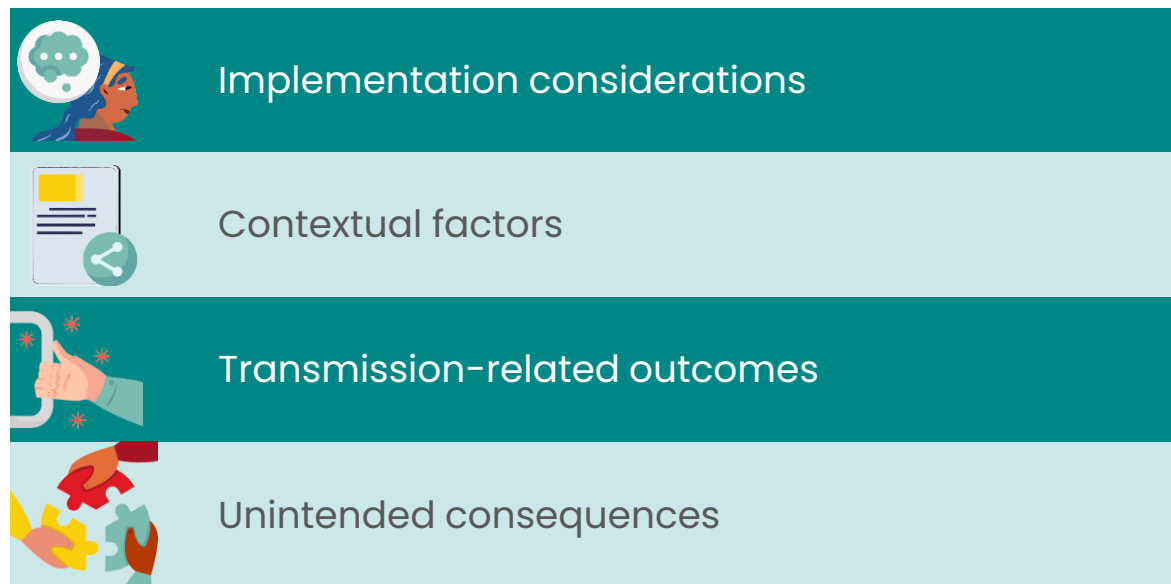 Implementation considerations
Contextual factors
Transmission-related outcomes
Unintended consequences